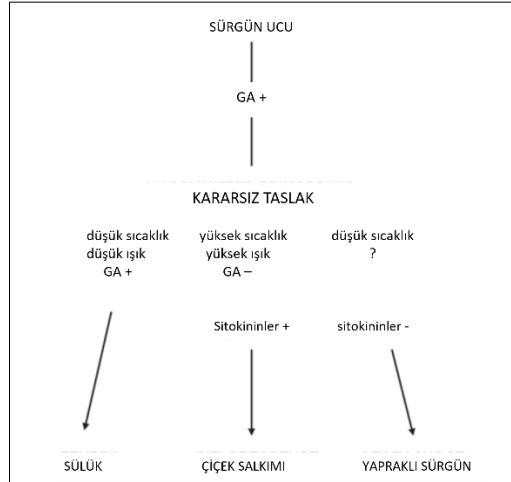 SÜRGÜN UCU
GA +
KARARSIZ TASLAK
düşük sıcaklık yüksek sıcaklık düşük sıcaklık
düşük ışık yüksek ışık ?
GA + GA –
Sitokininler + sitokininler -
SÜLÜK ÇİÇEK SALKIMI YAPRAKLI SÜRGÜN